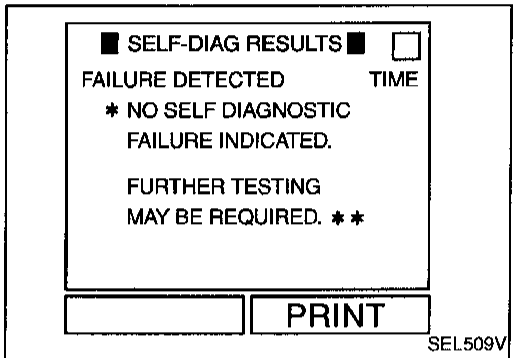 SELF-DIAG RESULTS
FAILURE DETECTED TIME
* NO SELF DIAGNOSTIC
FAILURE INDICATED.
FURTHER TESTING
MAY BE REQUIRED. **
PRINT
SEL509V